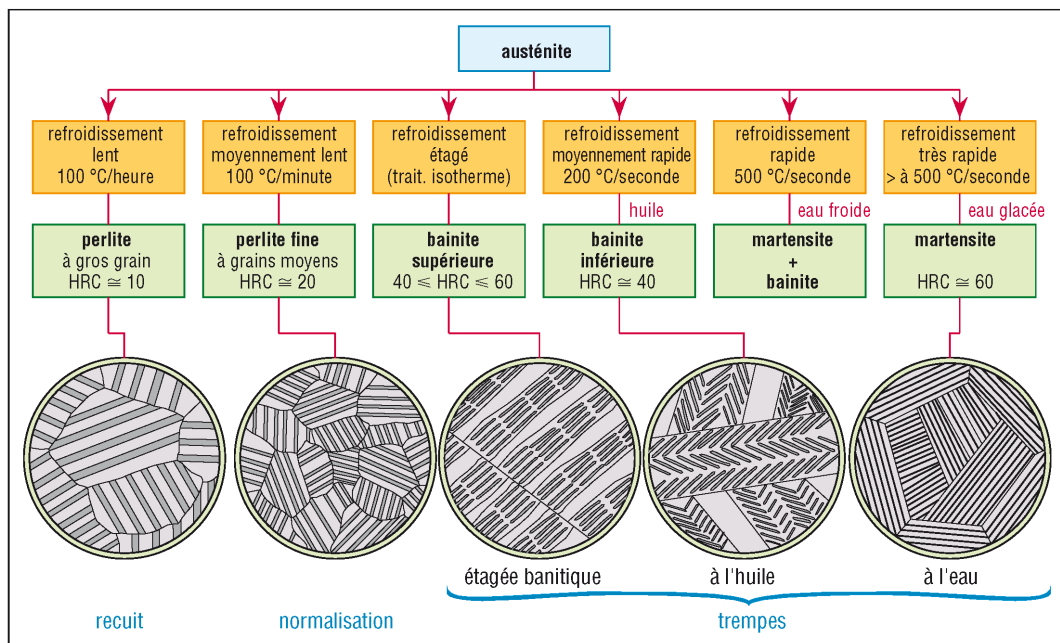 austénite
refroidissement
lent
100 °C/heure
refroidissement
moyennement lent
100 °C/minute
refroidissement
étagé
(trait. isotherme)
refroidissement
moyennement rapide
200 °C/seconde
refroidissement
rapide
500 °C/seconde
refroidissement
très rapide
> à 500 °C/seconde
huile
eau froide
eau glacée
perlite
à gros grain
HRC ≅ 10
perlite fine
à grains moyens
HRC ≅ 20
bainite
supérieure
40 ⩽ HRC ⩽ 60
bainite
inférieure
HRC ≅ 40
martensite
+
bainite
martensite
HRC ≅ 60
étagée banitique
à l'huile
à l'eau
recuit
normalisation
trempes